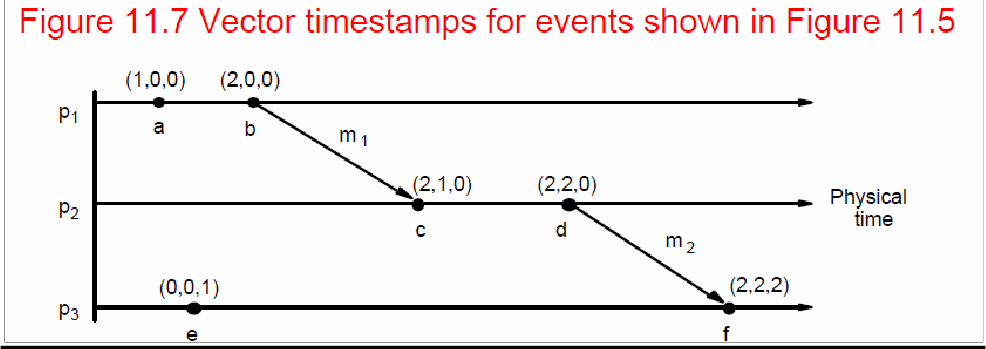 Figure 11.7 Vector timestamps for events shown in Figure 11.5
(1,0,0) (2,0,0)
p1
a b m1
(2,1,0) (2,2,0)
Physical
time
p2
c d m2
(0,0,1) (2,2,2)
p3
e f